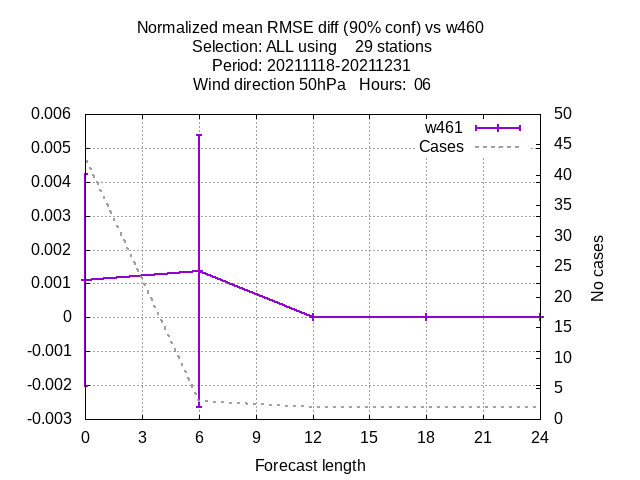 Normalized mean RMSE diff (90% conf) vs w460
Selection: ALL using    29 stations
Period: 20211118-20211231
Wind direction 50hPa   Hours:  06
w461
Cases
0.006
0.005
0.004
0.003
0.002
0.001
0
-0.001
-0.002
-0.003
50
45
40
35
30
25
20
15
10
5
0
No cases
0 3 6 9 12 15 18 21 24
Forecast length